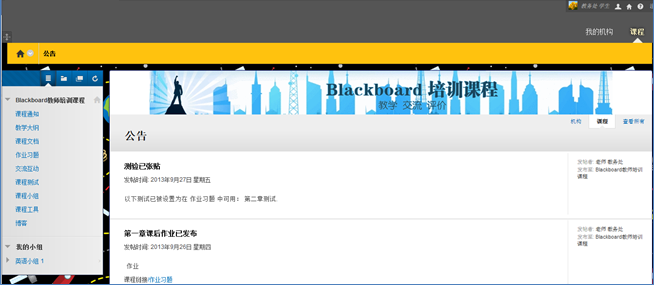 教务处 学生
我的机构 课程
公告
Blackboard教师培训课程
课程通知
教学大纲
课程文档
作业习题
交流互动
课程测试
课程小组
课程工具
博客
我的小组
英语小组 1
Blackboard 培训课程
教学 交流 评价
机构 课程 查看所有
公告
测验已张贴
发帖时间: 2013年9月27日 星期五
以下测试已被设置为在 作业习题 中可用： 第二章测试.
发帖者: 老师 教务处
发布至: Blackboard教师培训
课程
第一章课后作业已发布
发帖时间: 2013年9月26日 星期四
作业
课程链接/作业习题
发帖者: 老师 教务处
发布至: Blackboard教师培训
课程